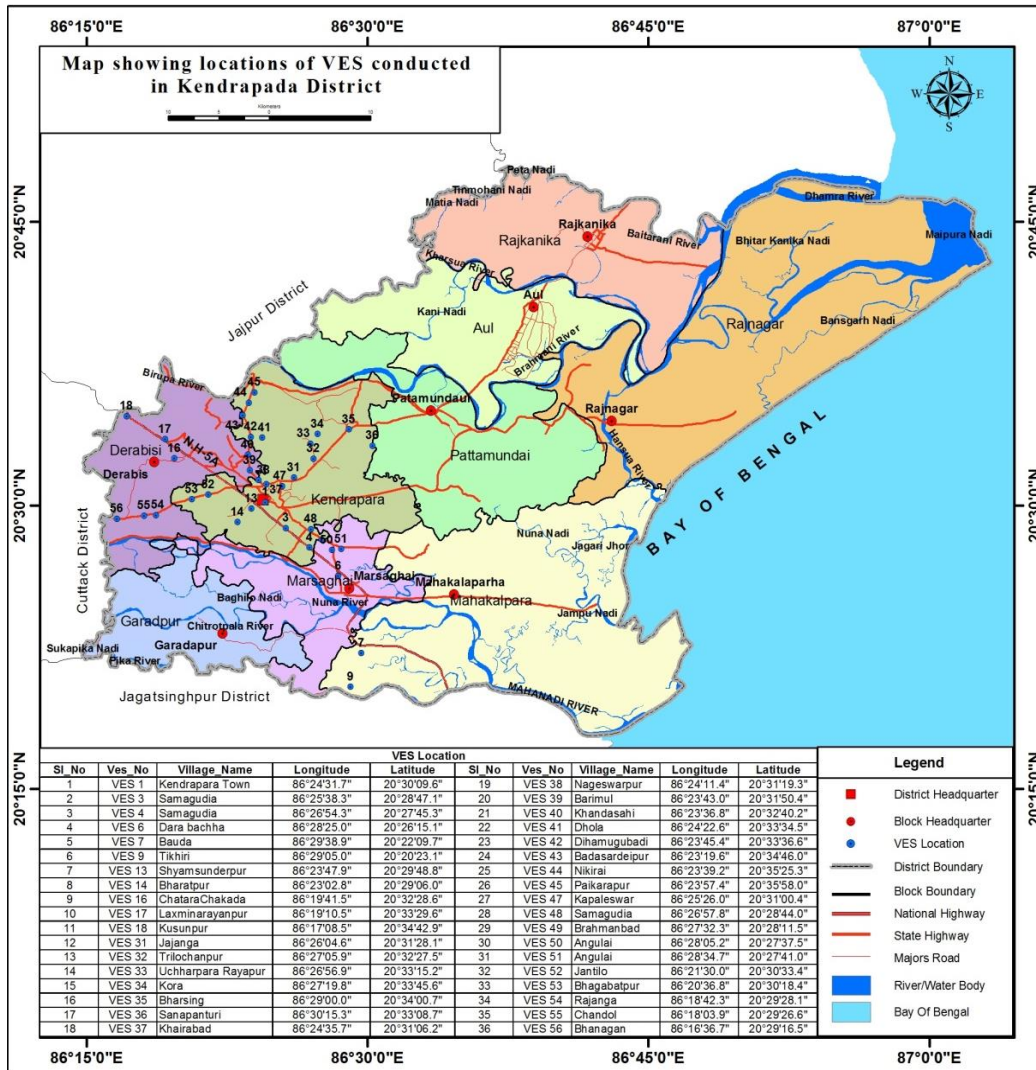 86°15'0"E 86°30'0"E 86°45'0"E 87°0'0"E
Map showing locations of VES conducted
in Kendrapada District
Kilometers
10 5 0 10
N
W E
S
20°45'0"N
20°45'0"N
20°30'0"N
20°30'0"N
20°15'0"N
20°15'0"N
Peta Nadi
Tinmohani Nadi
Matia Nadi
Dhamra River
Rajkanika
Rajkanika
Baitarani River
Bhitar Kanika Nadi
Maipura Nadi
Kharsua River
Aul
Kani Nadi
Aul
Rajnagar
Bansgarh Nadi
Jajpur District
Brahmani River
Birupa River
45
44
Patamundaul
Rajnagar
18
43 42 41
34
35
17
33
36
Hansua River
Derabisi
16
N.H-5A
40
32
Pattamundai
Derabis
39
38
31
47
53 52
1 37
Kendrapara
BAY OF BENGAL
13
56
55 54
14
3
48
Nuna Nadi
4
50 51
Jagari Jhor
Cuttack District
6
Marsaghai
Marsaghai
Mahakalaparha
Mahakalpara
Baghilo Nadi
Nuna River
Garadpur
Jampu Nadi
Chitrotpala River
Sukapika Nadi
Garadapur
7
Pika River
9
Jagatsinghpur District
MAHANADI RIVER
VES Location
Sl_No Ves_No Village_Name Longitude Latitude Sl_No Ves_No Village_Name Longitude Latitude
1 VES 1 Kendrapara Town 86°24'31.7" 20°30'09.6" 19 VES 38 Nageswarpur 86°24'11.4" 20°31'19.3"
2 VES 3 Samagudia 86°25'38.3" 20°28'47.1" 20 VES 39 Barimul 86°23'43.0" 20°31'50.4"
3 VES 4 Samagudia 86°26'54.3" 20°27'45.3" 21 VES 40 Khandasahi 86°23'36.8" 20°32'40.2"
4 VES 6 Dara bachha 86°28'25.0" 20°26'15.1" 22 VES 41 Dhola 86°24'22.6" 20°33'34.5"
5 VES 7 Bauda 86°29'38.9" 20°22'09.7" 23 VES 42 Dihamugubadi 86°23'45.4" 20°33'36.6"
6 VES 9 Tikhiri 86°29'05.0" 20°20'23.1" 24 VES 43 Badasardeipur 86°23'19.6" 20°34'46.0"
7 VES 13 Shyamsunderpur 86°23'47.9" 20°29'48.8" 25 VES 44 Nikirai 86°23'39.2" 20°35'25.3"
8 VES 14 Bharatpur 86°23'02.8" 20°29'06.0" 26 VES 45 Paikarapur 86°23'57.4" 20°35'58.0"
9 VES 16 ChataraChakada 86°19'41.5" 20°32'28.6" 27 VES 47 Kapaleswar 86°25'26.0" 20°31'00.4"
10 VES 17 Laxminarayanpur 86°19'10.5" 20°33'29.6" 28 VES 48 Samagudia 86°26'57.8" 20°28'44.0"
11 VES 18 Kusunpur 86°17'08.5" 20°34'42.9" 29 VES 49 Brahmanbad 86°27'32.3" 20°28'11.5"
12 VES 31 Jajanga 86°26'04.6" 20°31'28.1" 30 VES 50 Angulai 86°28'05.2" 20°27'37.5"
13 VES 32 Trilochanpur 86°27'05.9" 20°32'27.5" 31 VES 51 Angulai 86°28'34.7" 20°27'41.0"
14 VES 33 Uchharpara Rayapur 86°26'56.9" 20°33'15.2" 32 VES 52 Jantilo 86°21'30.0" 20°30'33.4"
15 VES 34 Kora 86°27'19.8" 20°33'45.6" 33 VES 53 Bhagabatpur 86°20'36.8" 20°30'18.4"
16 VES 35 Bharsing 86°29'00.0" 20°34'00.7" 34 VES 54 Rajanga 86°18'42.3" 20°29'28.1"
17 VES 36 Sanapanturi 86°30'15.3" 20°33'08.7" 35 VES 55 Chandol 86°18'03.9" 20°29'26.6"
18 VES 37 Khairabad 86°24'35.7" 20°31'06.2" 36 VES 56 Bhanagan 86°16'36.7" 20°29'16.5"
Legend
District Headquarter
Block Headquarter
VES Location
District Boundary
Block Boundary
National Highway
State Highway
Majors Road
River/Water Body
Bay Of Bengal
86°15'0"E 86°30'0"E 86°45'0"E 87°0'0"E